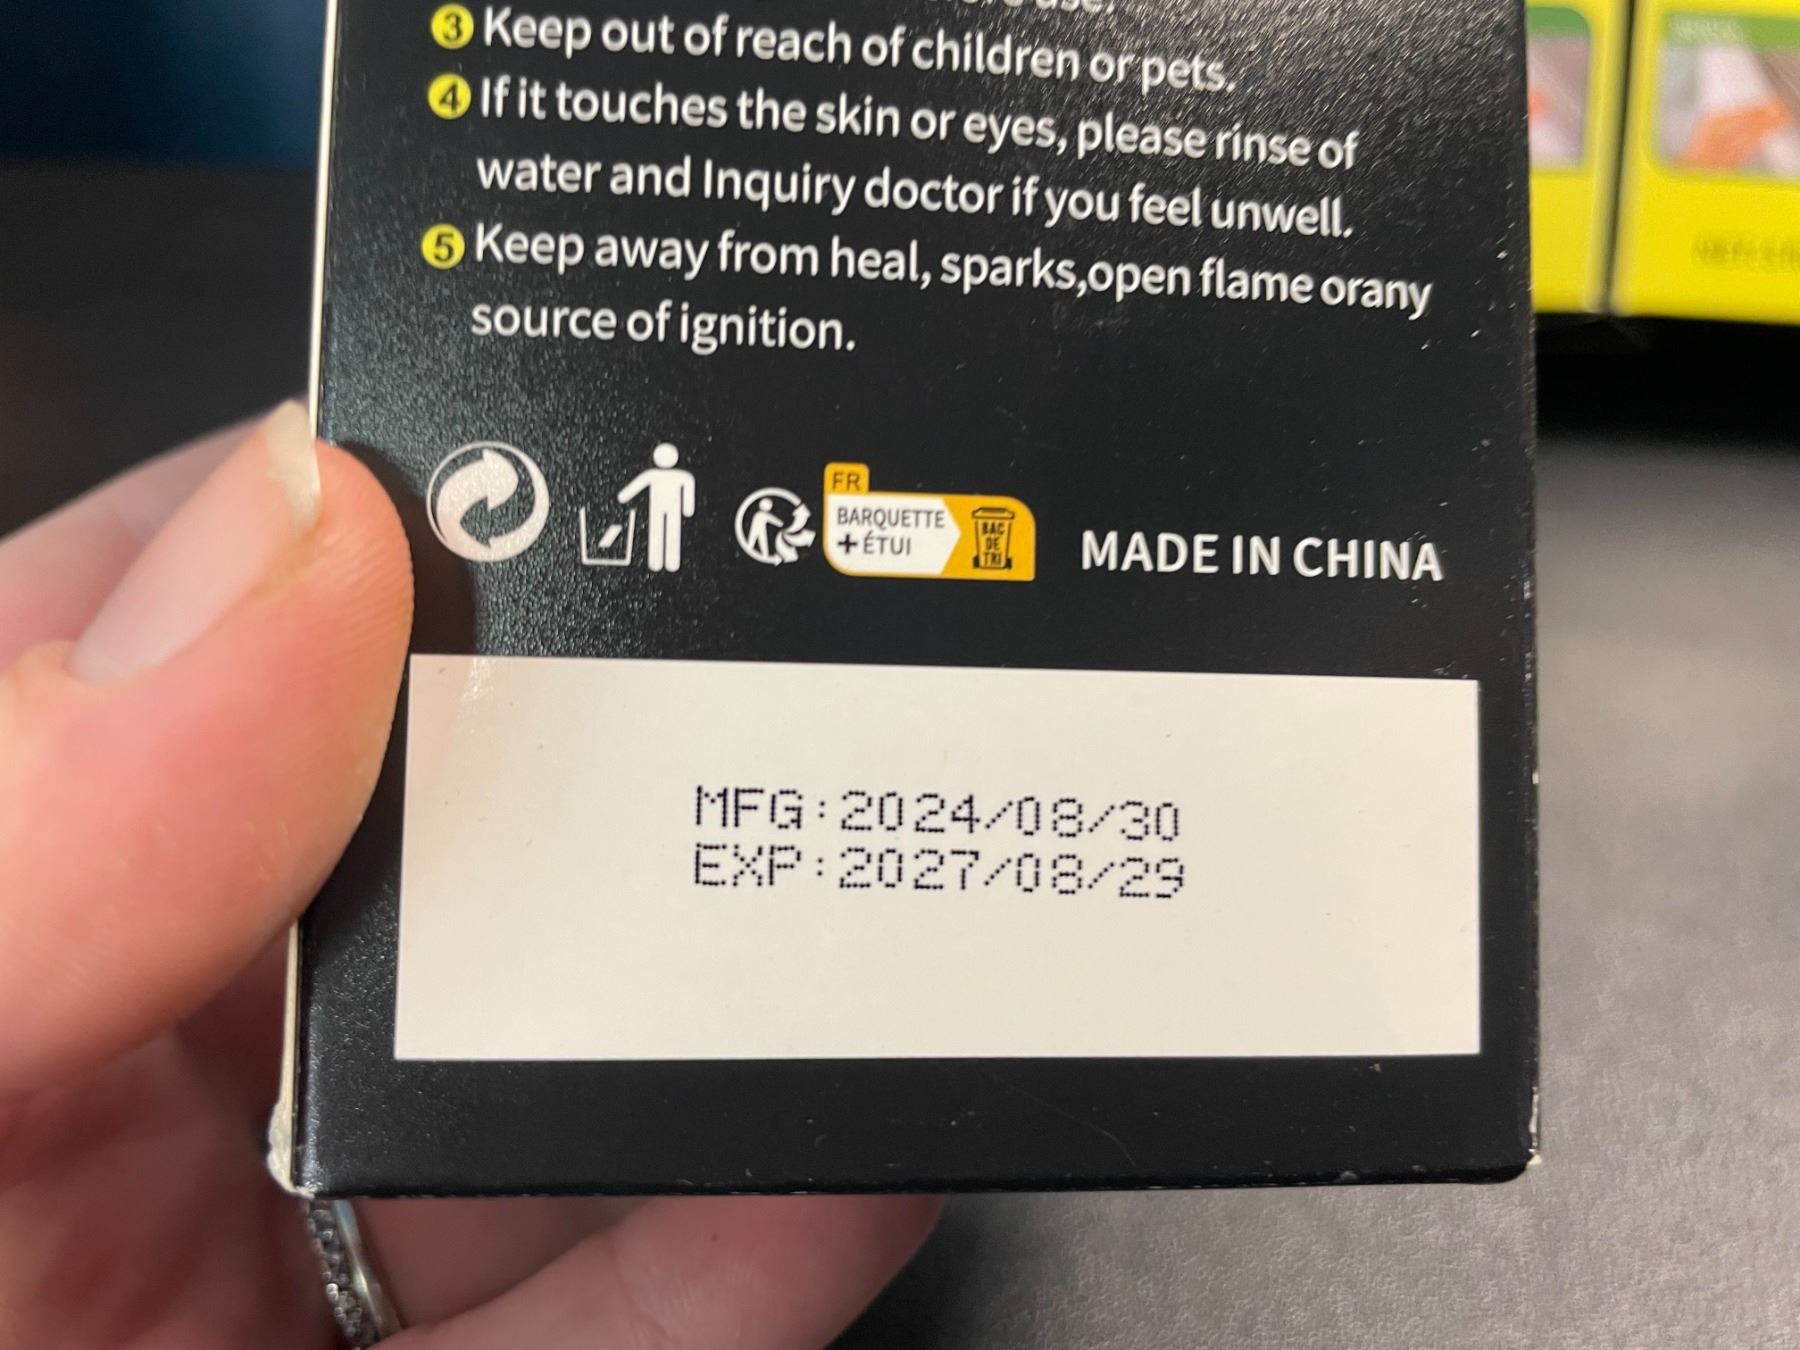 3 Keep out of reach of children or pets.
4 If it touches the skin or eyes, please rinse of
water and Inquiry doctor if you feel unwell.
5 Keep away from heal, sparks,open flame orany
source of ignition.
FR
BARQUETTE
+ÉTUI
BAC
DE
TRI
MADE IN CHINA
MFG:2024/08/30
EXP:2027/08/29